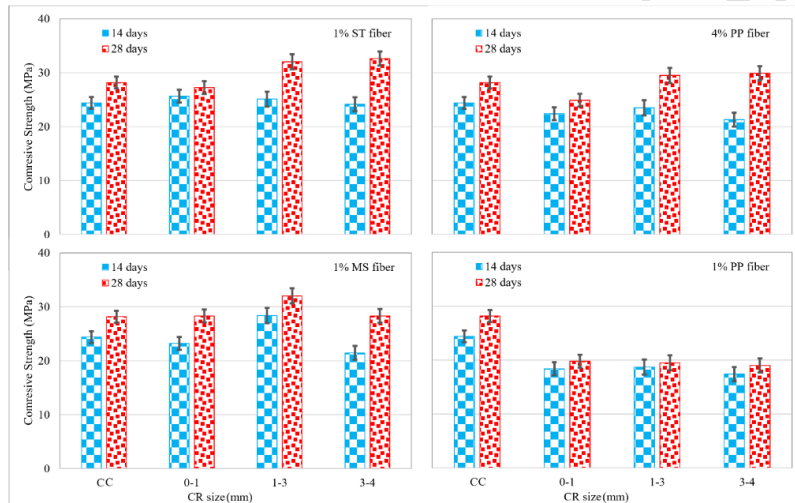 14 days
28 days
1% ST fiber
40
30
20
10
0
Comresive Strength (MPa)
14 days
28 days
4% PP fiber
14 days
28 days
1% MS fiber
40
30
20
10
0
Comresive Strength (MPa)
CC
0-1
1-3
3-4
CR size(mm)
14 days
28 days
1% PP fiber
CC
0-1
1-3
3-4
CR size (mm)